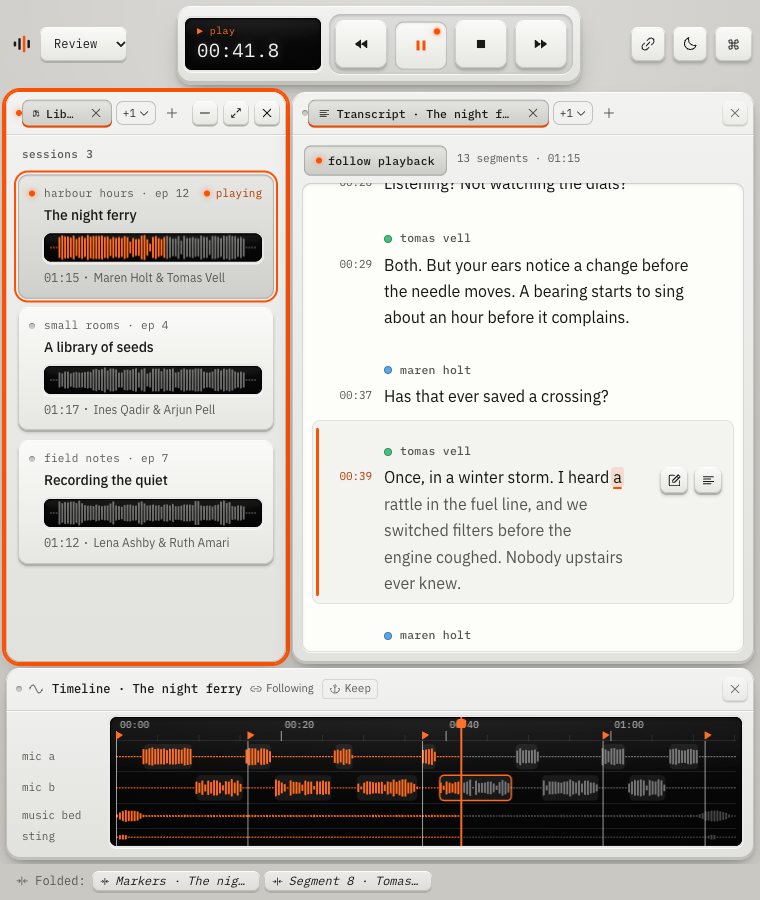 Review
▶ play
00:41.8
⌘
Lib…
+1
Transcript · The night f…
+1
sessions 3
harbour hours · ep 12
playing
The night ferry
01:15 · Maren Holt & Tomas Vell
small rooms · ep 4
A library of seeds
01:17 · Ines Qadir & Arjun Pell
field notes · ep 7
Recording the quiet
01:12 · Lena Ashby & Ruth Amari
follow playback
13 segments · 01:15
Listening? Not watching the dials?
tomas vell
00:29
Both. But your ears notice a change before
the needle moves. A bearing starts to sing
about an hour before it complains.
maren holt
00:37
Has that ever saved a crossing?
tomas vell
00:39
Once, in a winter storm. I heard a
rattle in the fuel line, and we
switched filters before the
engine coughed. Nobody upstairs
ever knew.
maren holt
Timeline · The night ferry
Following
Keep
00:00
00:20
00:40
01:00
mic a
mic b
music bed
sting
Folded:
Markers · The nig…
Segment 8 · Tomas…